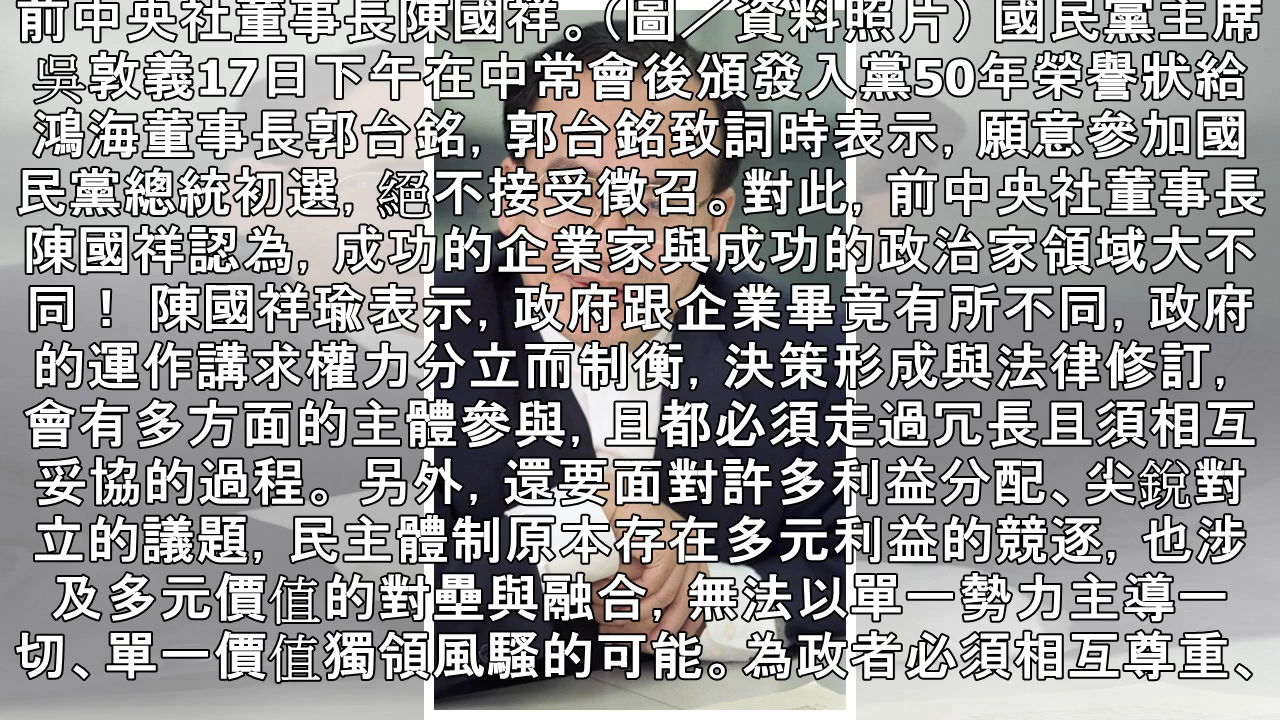 前中央社董事長陳國祥。（圖／資料照片）國民黨主席
吳敦義17日下午在中常會後頒發入黨50年榮譽狀給
鴻海董事長郭台銘, 郭台銘致詞時表示, 願意參加國
民黨總統初選, 絕不接受徵召。對此, 前中央社董事長
陳國祥認為, 成功的企業家與成功的政治家領域大不
同！ 陳國祥瑜表示, 政府跟企業畢竟有所不同, 政府
的運作講求權力分立而制衡, 決策形成與法律修訂,
會有多方面的主體參與, 且都必須走過冗長且須相互
妥協的過程。另外, 還要面對許多利益分配、尖銳對
立的議題, 民主體制原本存在多元利益的競逐, 也涉
及多元價值的對壘與融合, 無法以單一勢力主導一
切、單一價值獨領風騷的可能。為政者必須相互尊重、